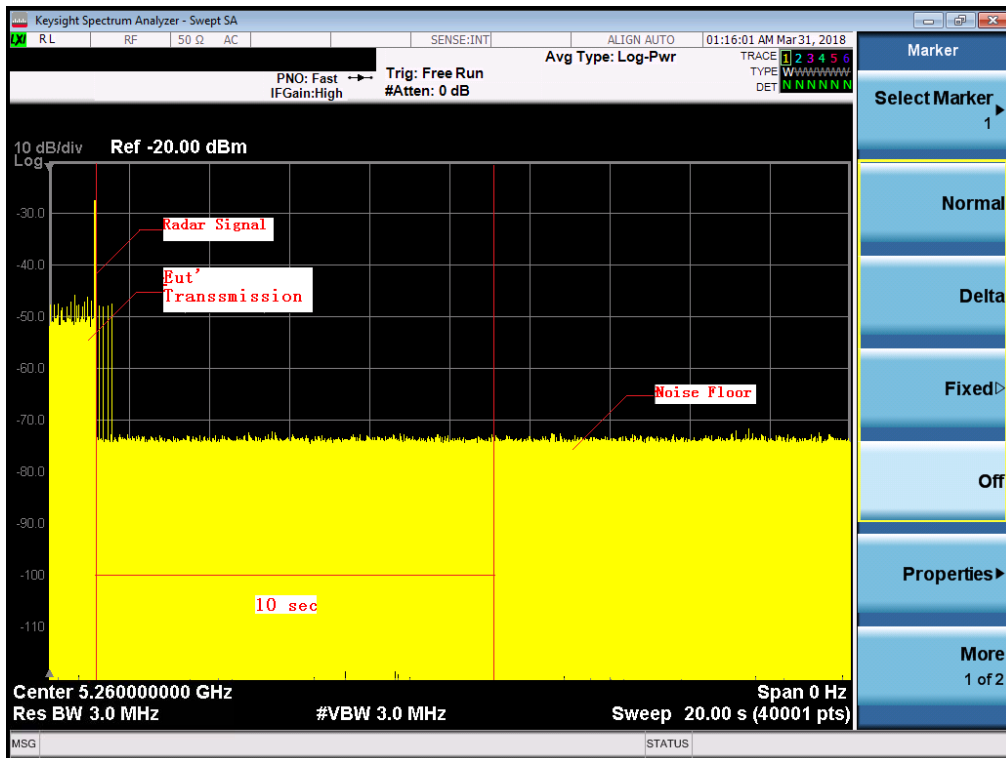 Keysight Spectrum Analyzer - Swept SA
LXI RL RF 50 Ω AC SENSE:INT ALIGN AUTO 01:16:01 AM Mar 31, 2018
PNO: Fast
IFGain:High
Trig: Free Run
#Atten: 0 dB
Avg Type: Log-Pwr
TRACE 1 2 3 4 5 6
TYPE WWWWWW
DET N N N N N N
10 dB/div
Log
Ref -20.00 dBm
-30.0
-40.0
-50.0
-60.0
-70.0
-80.0
-90.0
-100
-110
Radar Signal
Eut'
Transsmission
Noise Floor
10 sec
Center 5.260000000 GHz
Span 0 Hz
Res BW 3.0 MHz
#VBW 3.0 MHz
Sweep 20.00 s (40001 pts)
MSG
STATUS
Marker
Select Marker
1
Normal
Delta
Fixed
Off
Properties
More
1 of 2